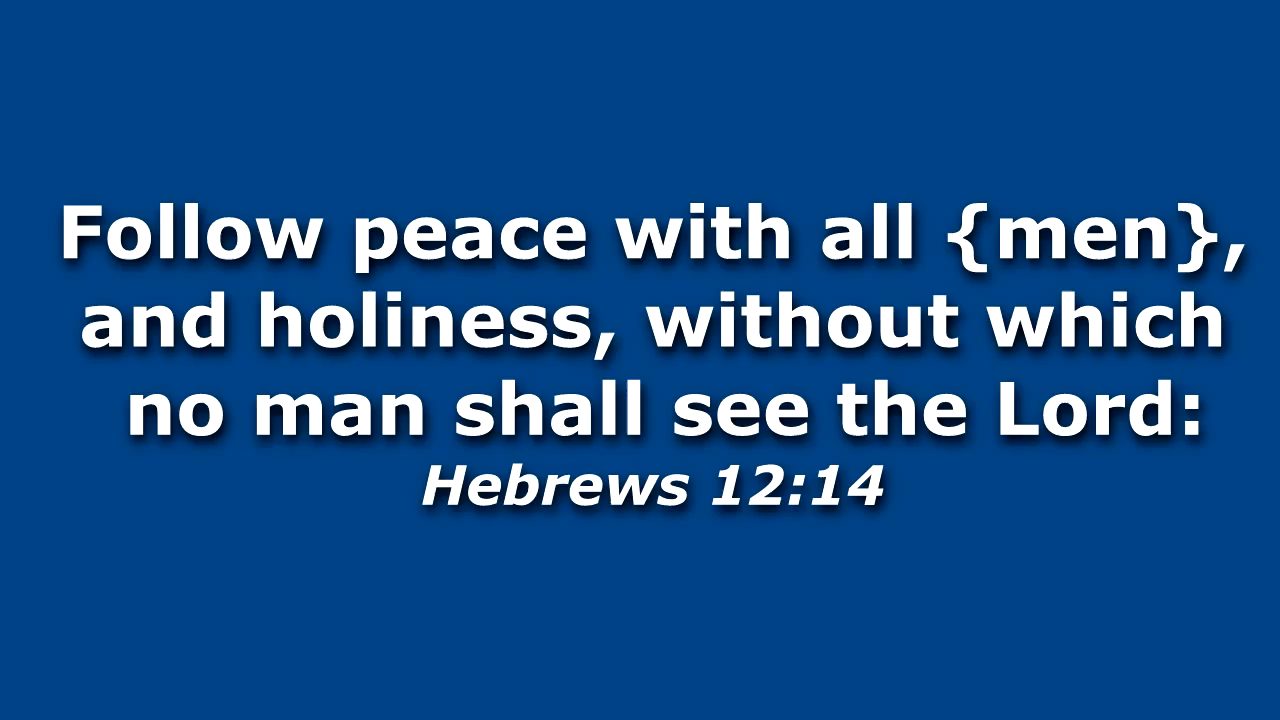 Follow peace with all {men},
and holiness, without which
no man shall see the Lord:
Hebrews 12:14